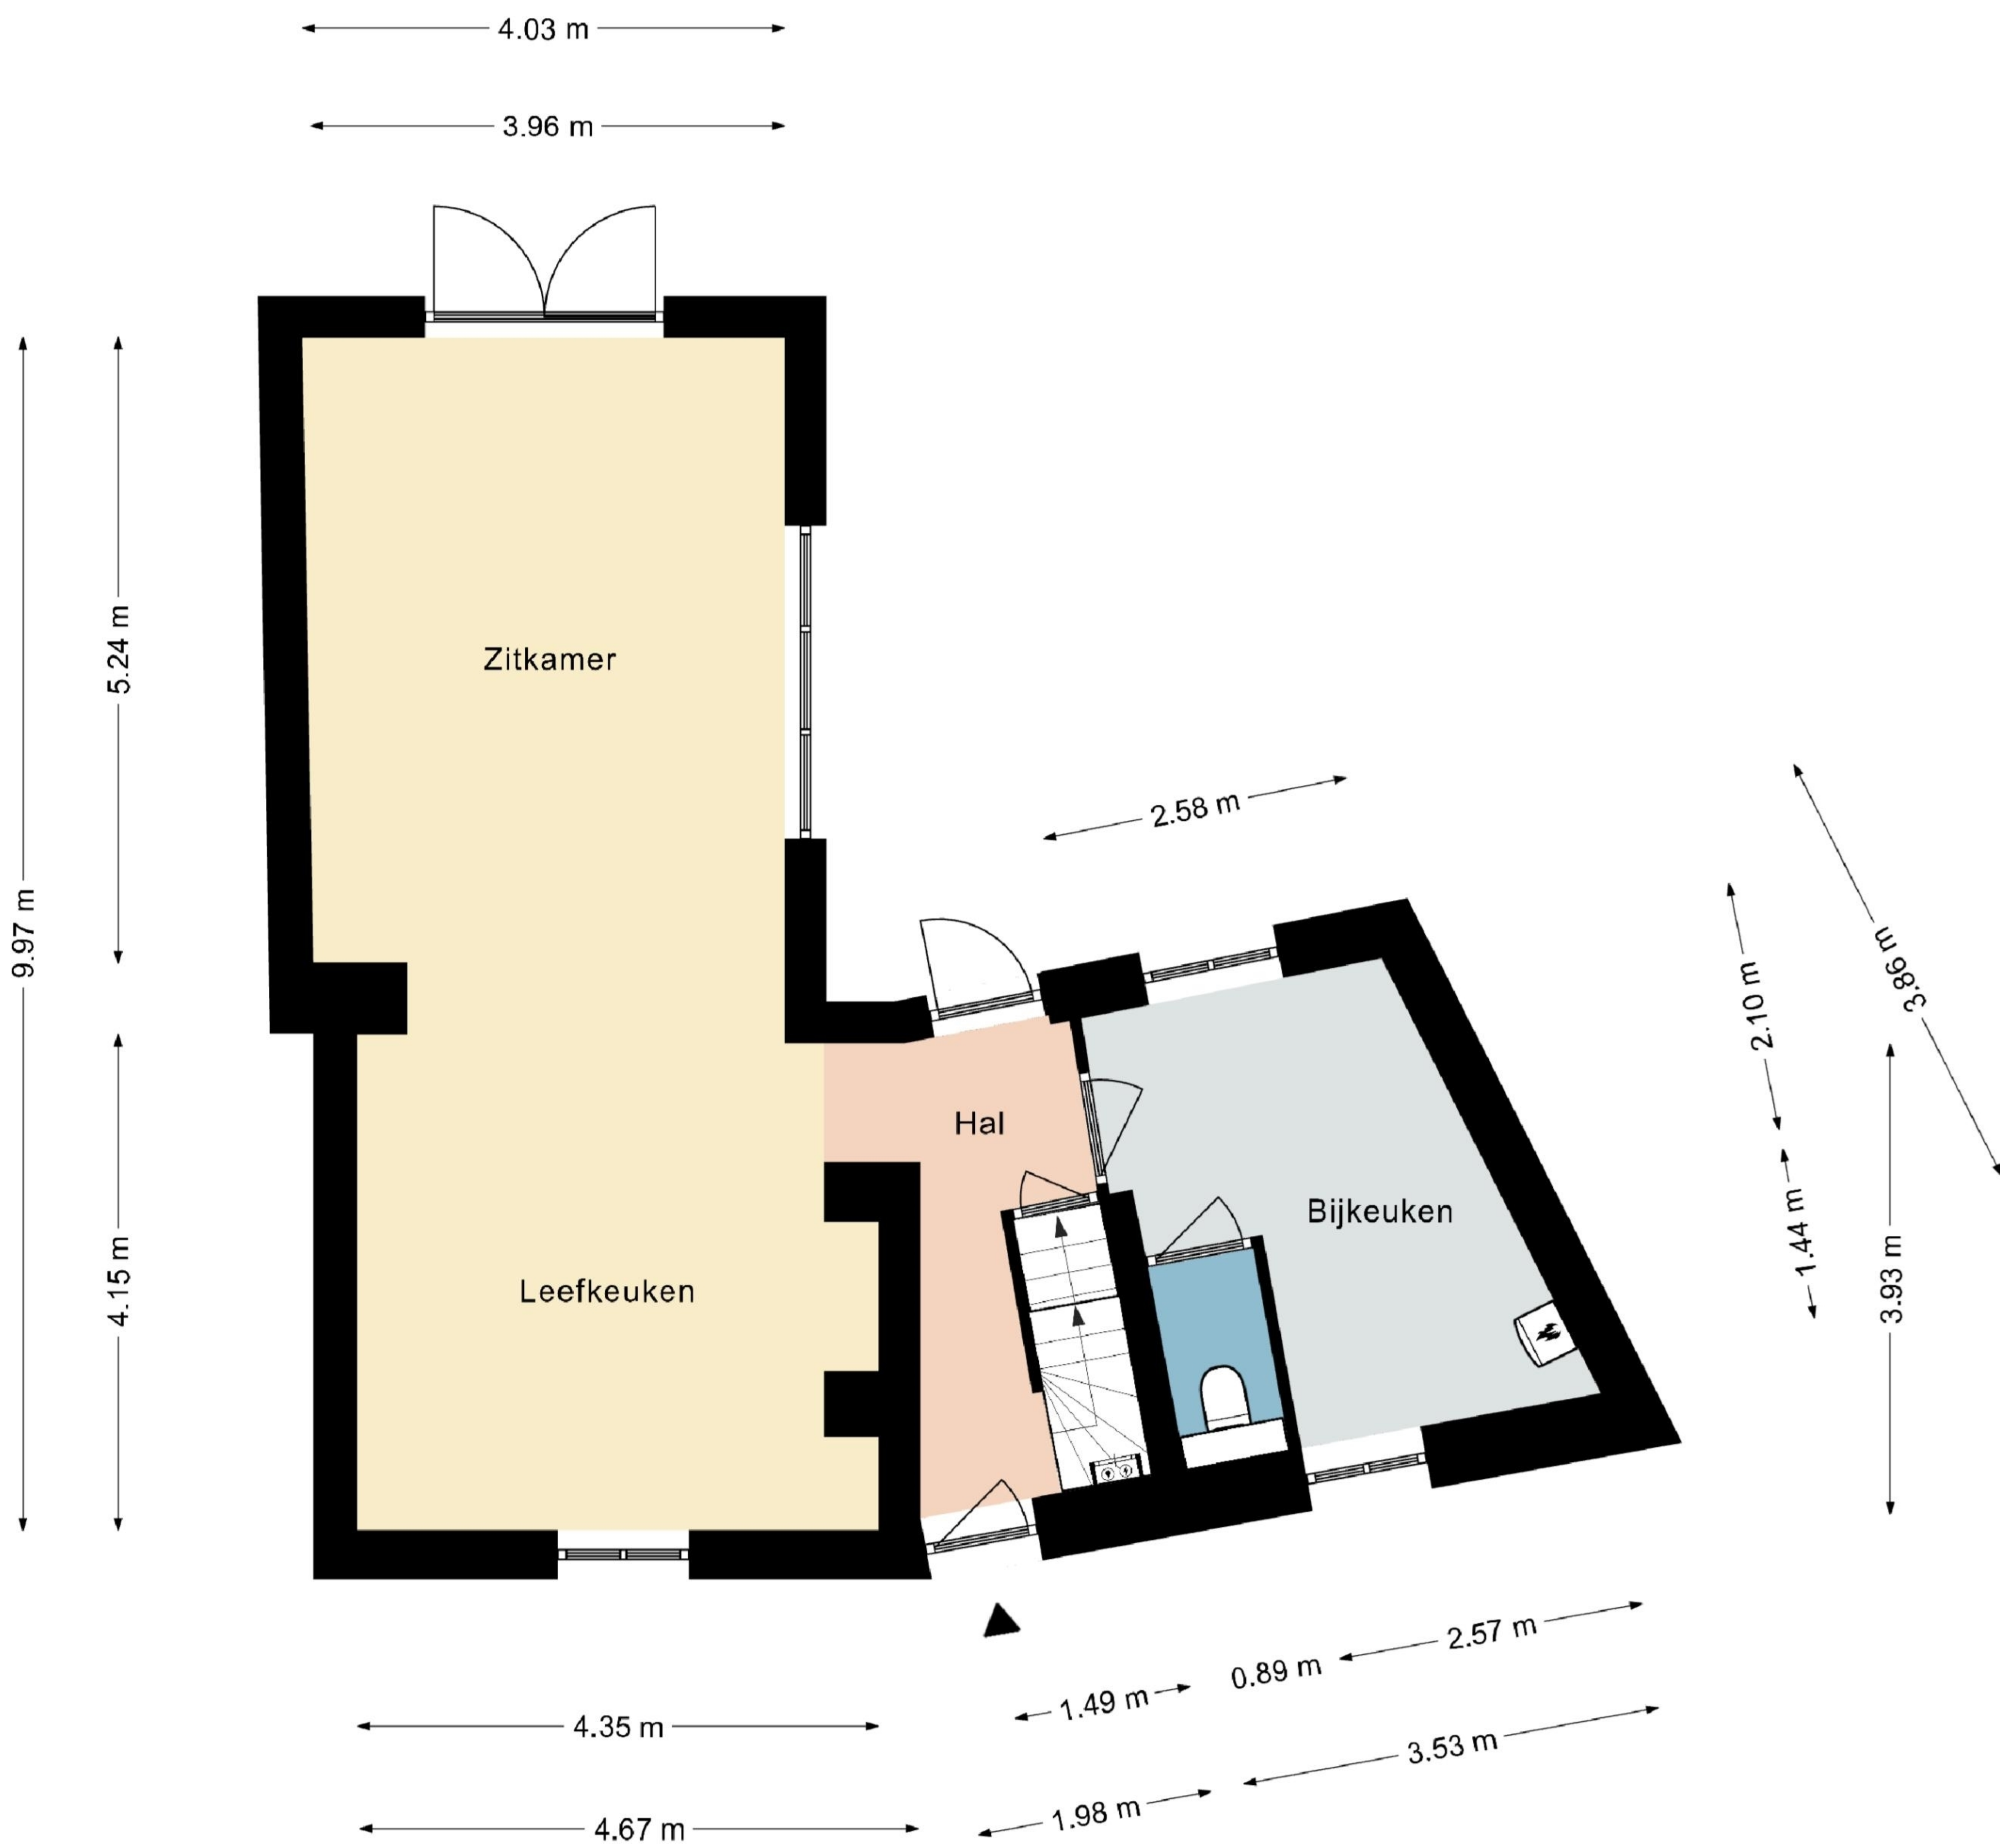 4.03 m
3.96 m
5.24 m
Zitkamer
2.58 m
9.97 m
3.86 m
2.10 m
Hal
Bijkeuken
1.44 m
3.93 m
4.15 m
Leefkeuken
2.57 m
0.89 m
1.49 m
4.35 m
3.53 m
1.98 m
4.67 m